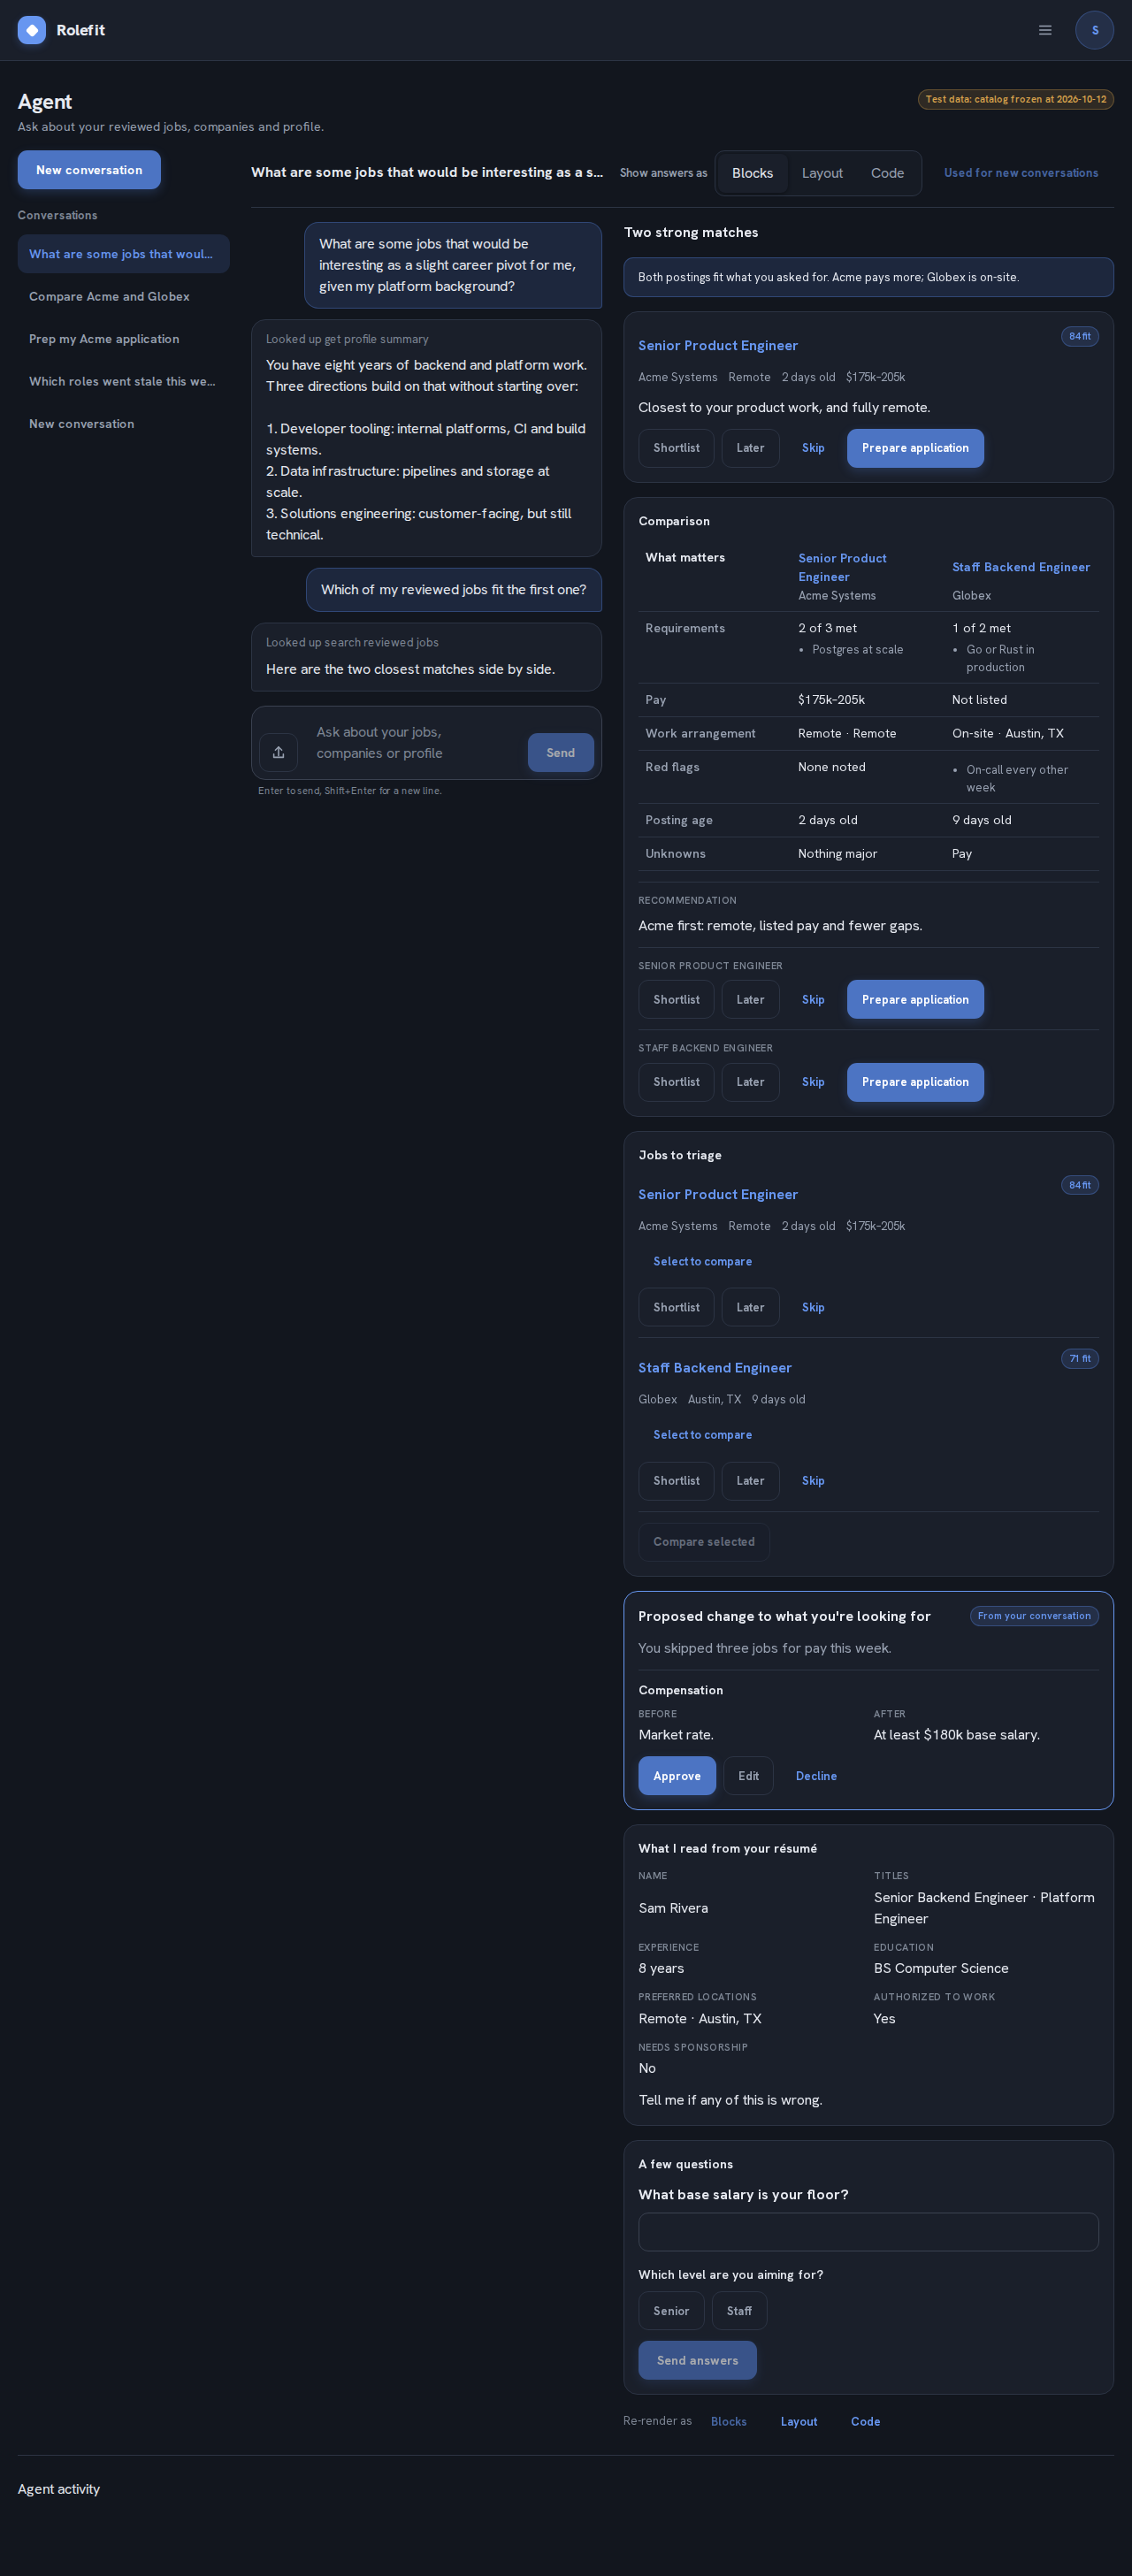 Rolefit
S
Agent
Test data: catalog frozen at 2026-10-12
Ask about your reviewed jobs, companies and profile.
New conversation
Conversations
What are some jobs that woul...
Compare Acme and Globex
Prep my Acme application
Which roles went stale this we...
New conversation
What are some jobs that would be interesting as a s...
Show answers as
Blocks
Layout
Code
Used for new conversations
What are some jobs that would be
interesting as a slight career pivot for me,
given my platform background?
Looked up get profile summary
You have eight years of backend and platform work.
Three directions build on that without starting over:
1. Developer tooling: internal platforms, CI and build
systems.
2. Data infrastructure: pipelines and storage at
scale.
3. Solutions engineering: customer-facing, but still
technical.
Which of my reviewed jobs fit the first one?
Looked up search reviewed jobs
Here are the two closest matches side by side.
Ask about your jobs,
companies or profile
Send
Enter to send, Shift+Enter for a new line.
Two strong matches
Both postings fit what you asked for. Acme pays more; Globex is on-site.
Senior Product Engineer
84 fit
Acme Systems Remote 2 days old $175k–205k
Closest to your product work, and fully remote.
Shortlist Later Skip Prepare application
Comparison
What matters
Senior Product
Engineer
Acme Systems
Staff Backend Engineer
Globex
Requirements
2 of 3 met
• Postgres at scale
1 of 2 met
• Go or Rust in
production
Pay $175k–205k Not listed
Work arrangement Remote · Remote On-site · Austin, TX
Red flags None noted
• On-call every other
week
Posting age 2 days old 9 days old
Unknowns Nothing major Pay
RECOMMENDATION
Acme first: remote, listed pay and fewer gaps.
SENIOR PRODUCT ENGINEER
Shortlist Later Skip Prepare application
STAFF BACKEND ENGINEER
Shortlist Later Skip Prepare application
Jobs to triage
Senior Product Engineer
84 fit
Acme Systems Remote 2 days old $175k–205k
Select to compare
Shortlist Later Skip
Staff Backend Engineer
71 fit
Globex Austin, TX 9 days old
Select to compare
Shortlist Later Skip
Compare selected
Proposed change to what you're looking for
From your conversation
You skipped three jobs for pay this week.
Compensation
BEFORE
Market rate.
AFTER
At least $180k base salary.
Approve Edit Decline
What I read from your résumé
NAME
Sam Rivera
TITLES
Senior Backend Engineer · Platform
Engineer
EXPERIENCE
8 years
EDUCATION
BS Computer Science
PREFERRED LOCATIONS
Remote · Austin, TX
AUTHORIZED TO WORK
Yes
NEEDS SPONSORSHIP
No
Tell me if any of this is wrong.
A few questions
What base salary is your floor?
Which level are you aiming for?
Senior Staff
Send answers
Re-render as Blocks Layout Code
Agent activity